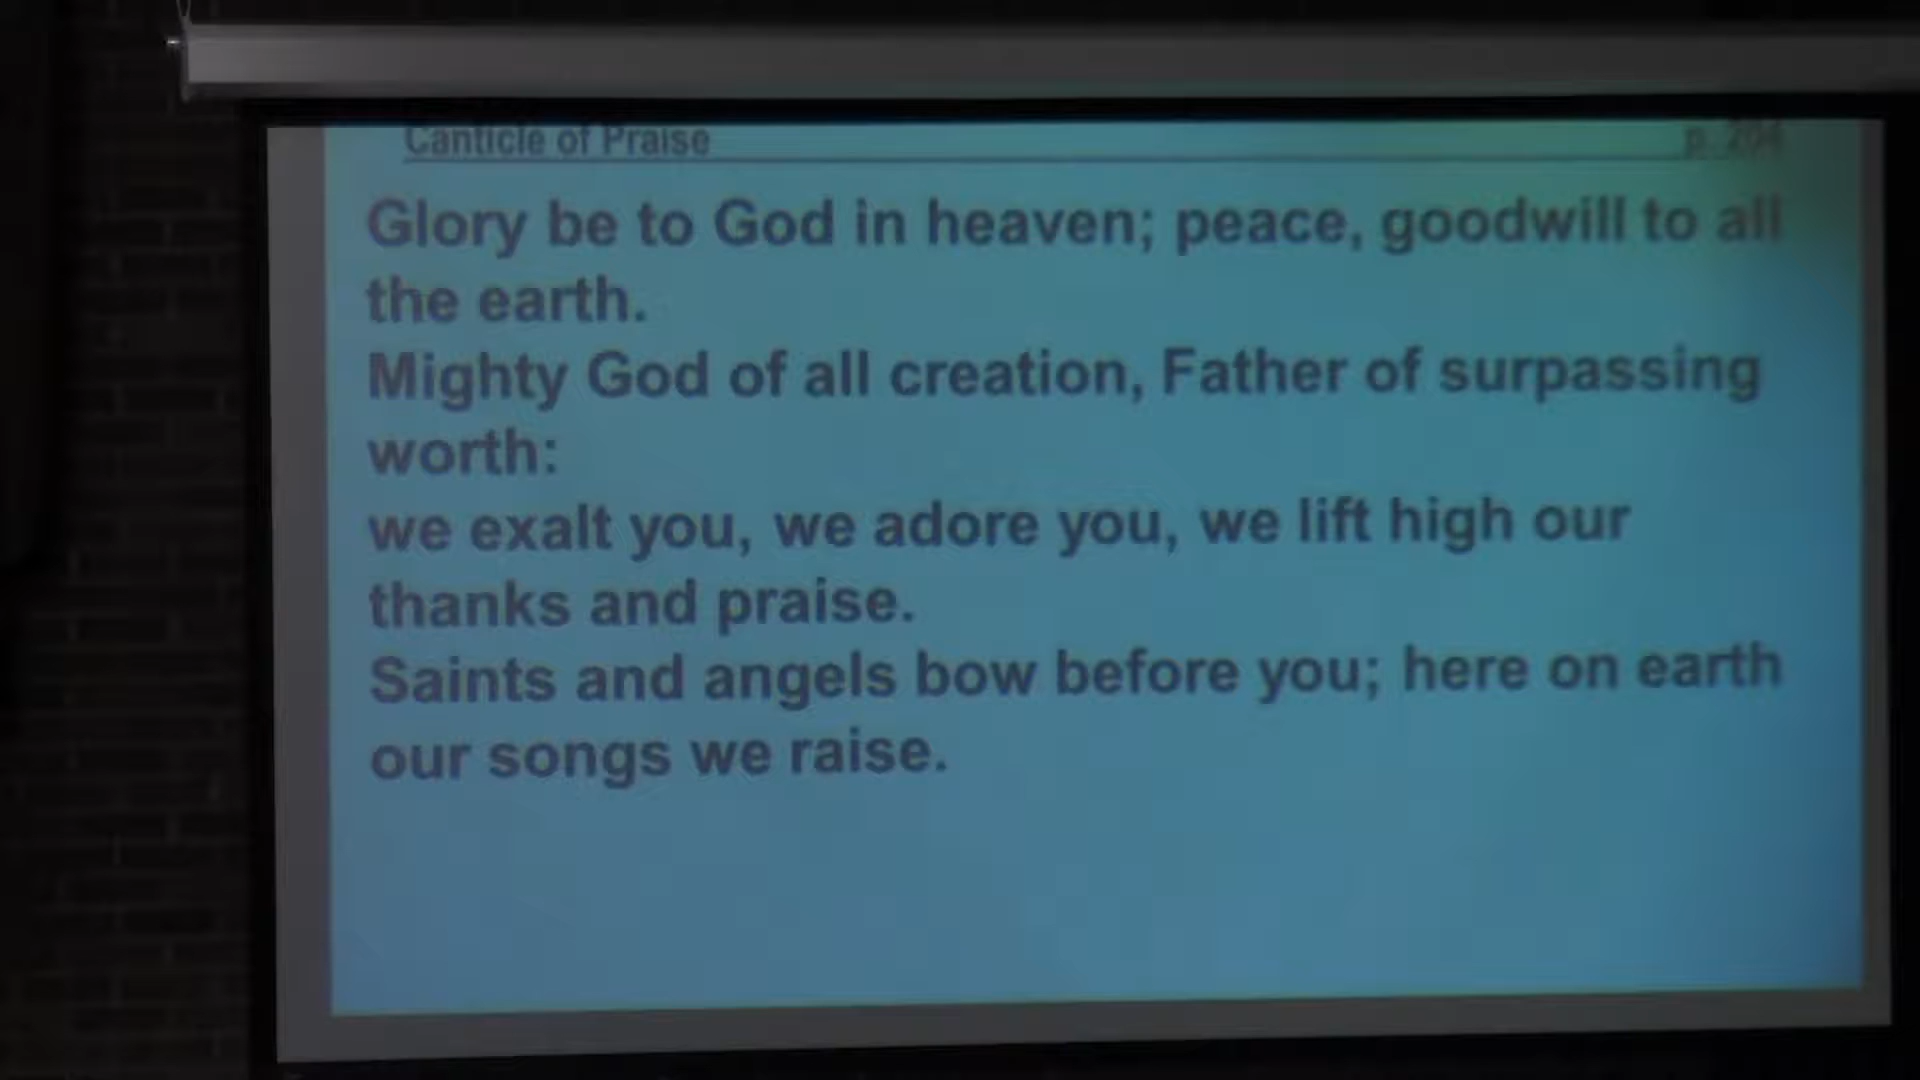 Canticle of Praise p. 204
Glory be to God in heaven; peace, goodwill to all
the earth.
Mighty God of all creation, Father of surpassing
worth:
we exalt you, we adore you, we lift high our
thanks and praise.
Saints and angels bow before you; here on earth
our songs we raise.